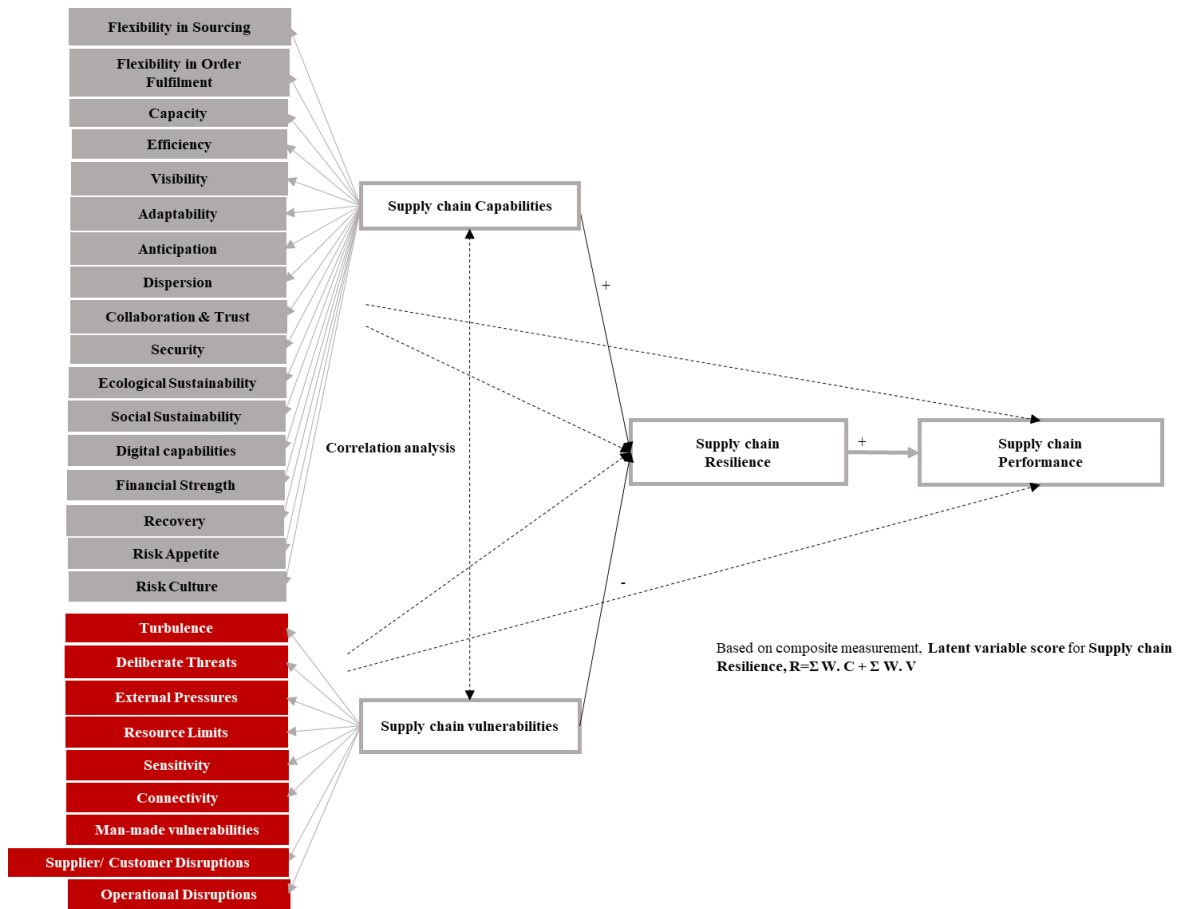 Flexibility in Sourcing
Flexibility in Order
Fulfilment
Capacity
Efficiency
Visibility
Adaptability
Anticipation
Dispersion
Collaboration & Trust
Security
Ecological Sustainability
Social Sustainability
Digital capabilities
Financial Strength
Recovery
Risk Appetite
Risk Culture
Turbulence
Deliberate Threats
External Pressures
Resource Limits
Sensitivity
Connectivity
Man-made vulnerabilities
Supplier/ Customer Disruptions
Operational Disruptions
Supply chain Capabilities
Correlation analysis
Supply chain vulnerabilities
+
-
Supply chain
Resilience
+
Supply chain
Performance
Based on composite measurement, Latent variable score for Supply chain
Resilience, R=Σ W. C + Σ W. V